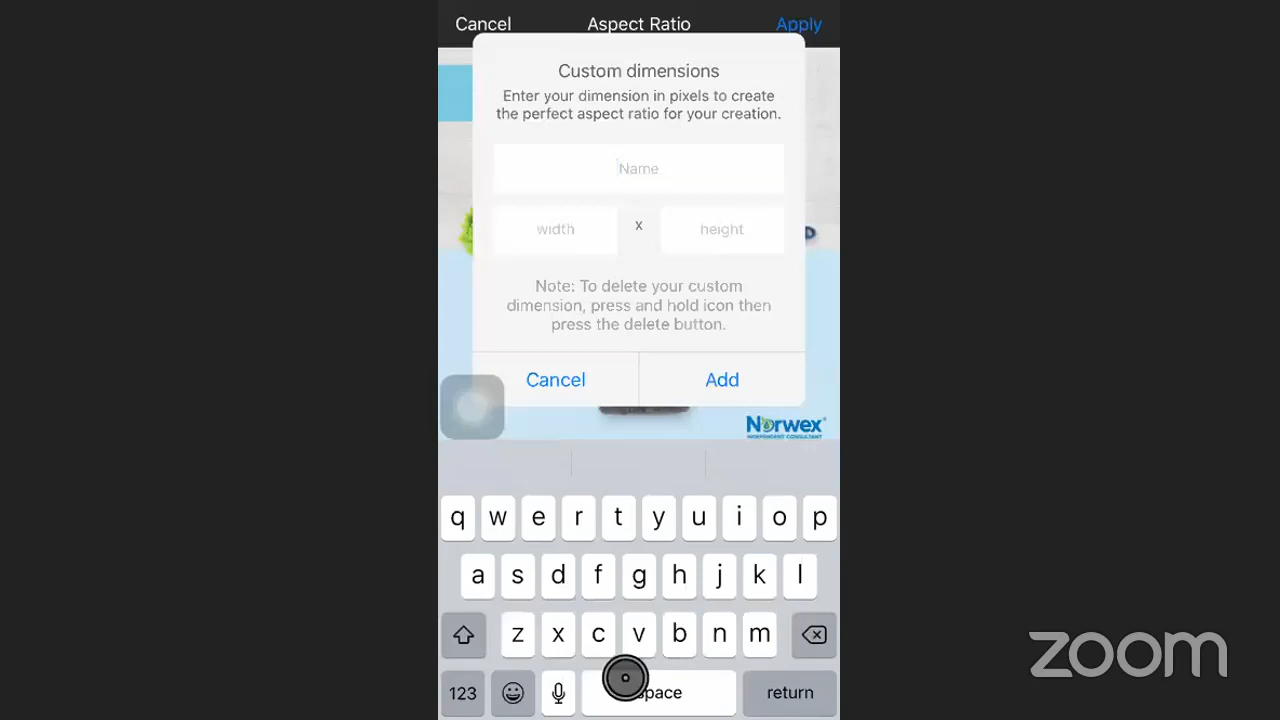 Cancel Aspect Ratio Apply
Custom dimensions
Enter your dimension in pixels to create
the perfect aspect ratio for your creation.
Name
width x height
Note: To delete your custom
dimension, press and hold icon then
press the delete button.
Cancel Add
Norwex
INDEPENDENT CONSULTANT
q w e r t y u i o p
a s d f g h j k l
z x c v b n m
123 space return
zoom